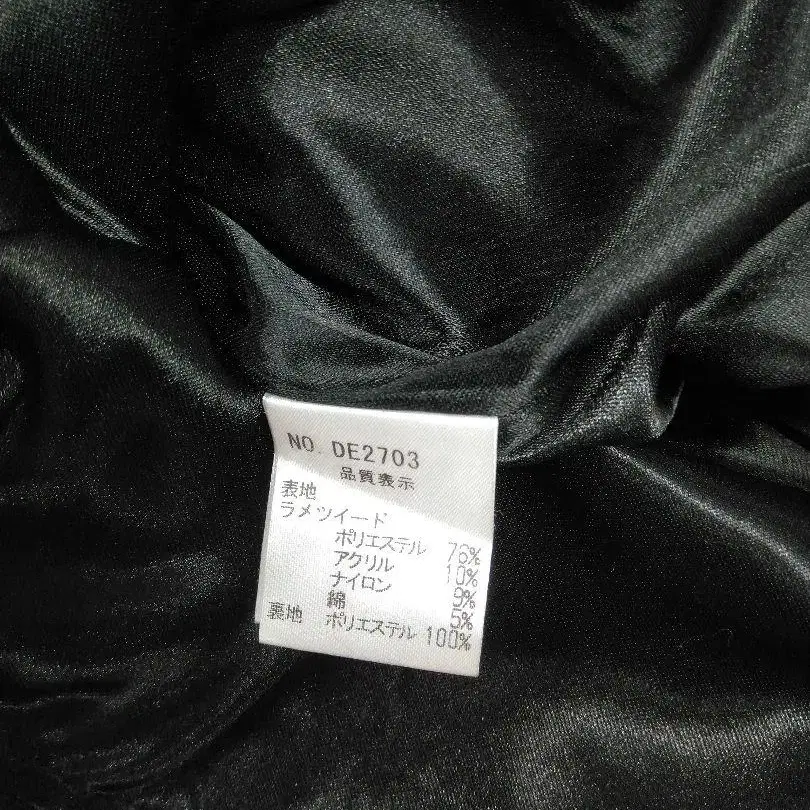 NO. DE2703
品質表示
表地
ラメツイード
ポリエステル 76%
アクリル 10%
ナイロン 9%
綿 5%
裏地 ポリエステル 100%